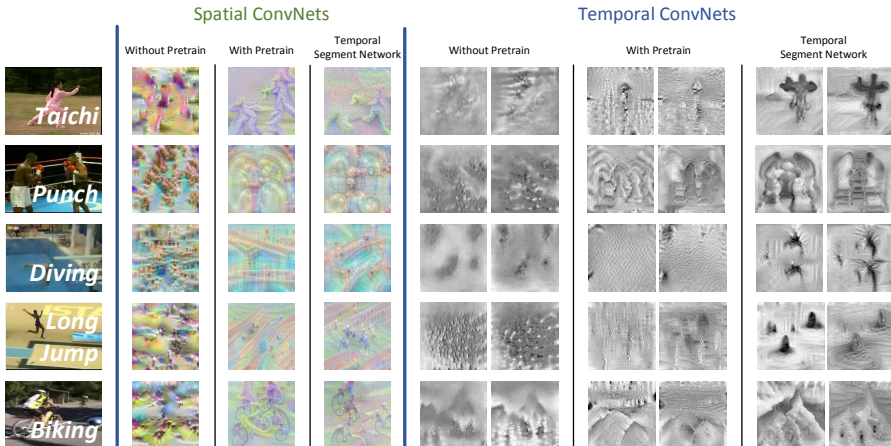 Spatial ConvNets
Temporal ConvNets
Without Pretrain
With Pretrain
Temporal
Segment Network
Without Pretrain
With Pretrain
Temporal
Segment Network
Taichi
Punch
Diving
Long
Jump
Biking